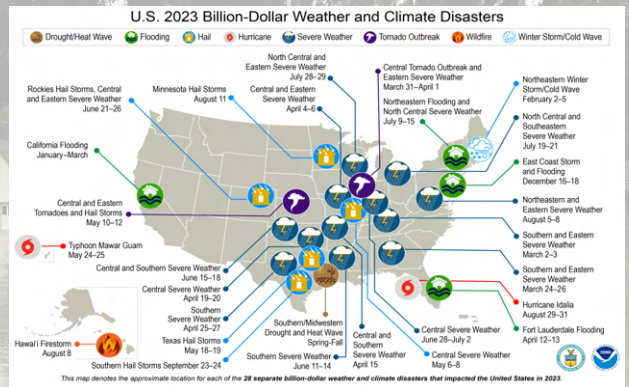 U.S. 2023 Billion-Dollar Weather and Climate Disasters
Drought/Heat Wave
Flooding
Hail
Hurricane
Severe Weather
Tornado Outbreak
Wildfire
Winter Storm/Cold Wave
North Central and
Eastern Severe Weather
July 28–29
Central Tornado Outbreak and
Eastern Severe Weather
March 31–April 1
Rockies Hail Storms, Central
and Eastern Severe Weather
June 21–26
Minnesota Hail Storms
August 11
Central and Eastern
Severe Weather
April 4–6
Northeastern Flooding and
North Central Severe Weather
July 9–15
Northeastern Winter
Storm/Cold Wave
February 2–5
North Central and
Southeastern
Severe Weather
July 19–21
California Flooding
January–March
East Coast Storm
and Flooding
December 16–18
Central and Eastern
Tornadoes and Hail Storms
May 10–12
Northeastern and
Eastern Severe Weather
August 5–8
Typhoon Mawar Guam
May 24–25
Southern and Eastern
Severe Weather
March 2–3
Central and Southern Severe Weather
June 15–18
Southern and Eastern
Severe Weather
March 24–26
Central Severe Weather
April 19–20
Hurricane Idalia
August 29–31
Southern
Severe Weather
April 25–27
Southern/Midwestern
Drought and Heat Wave
Spring-Fall
Central and
Southern
Severe Weather
April 15
Central Severe Weather
June 28–July 2
Fort Lauderdale Flooding
April 12–13
Hawai'i Firestorm
August 8
Texas Hail Storms
May 18–19
Southern Severe Weather
June 11–14
Central Severe Weather
May 6–8
Southern Hail Storms September 23–24
NOAA
This map denotes the approximate location for each of the 28 separate billion-dollar weather and climate disasters that impacted the United States in 2023.